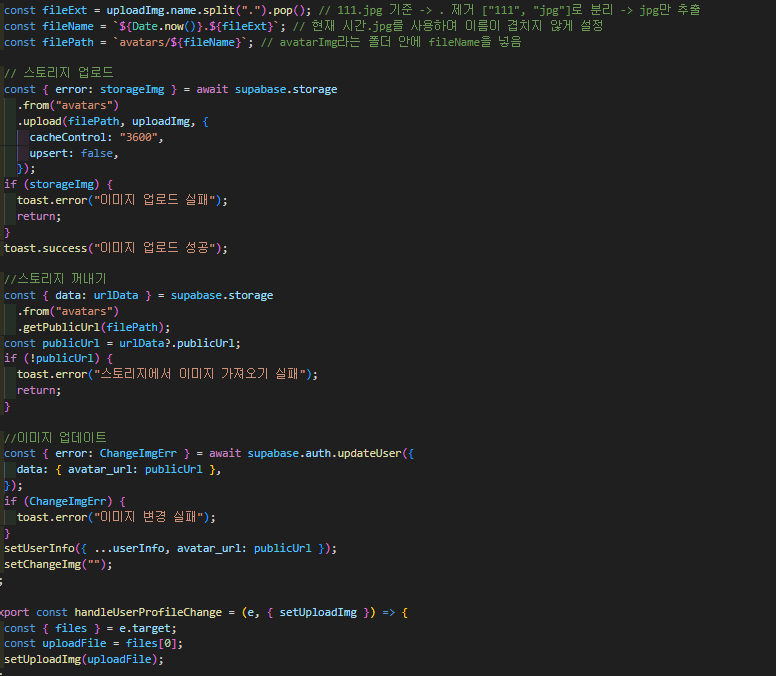 const fileExt = uploadImg.name.split(".").pop(); // 111.jpg 기준 -> . 제거 ["111", "jpg"]로 분리 -> jpg만 추출
const fileName = `${Date.now()}.${fileExt}`; // 현재 시간.jpg를 사용하여 이름이 겹치지 않게 설정
const filePath = `avatars/${fileName}`; // avatarImg라는 폴더 안에 fileName을 넣음
// 스토리지 업로드
const { error: storageImg } = await supabase.storage
.from("avatars")
.upload(filePath, uploadImg, {
cacheControl: "3600",
upsert: false,
});
if (storageImg) {
toast.error("이미지 업로드 실패");
return;
}
toast.success("이미지 업로드 성공");
//스토리지 꺼내기
const { data: urlData } = supabase.storage
.from("avatars")
.getPublicUrl(filePath);
const publicUrl = urlData?.publicUrl;
if (!publicUrl) {
toast.error("스토리지에서 이미지 가져오기 실패");
return;
}
//이미지 업데이트
const { error: ChangeImgErr } = await supabase.auth.updateUser({
data: { avatar_url: publicUrl },
});
if (ChangeImgErr) {
toast.error("이미지 변경 실패");
}
setUserInfo({ ...userInfo, avatar_url: publicUrl });
setChangeImg("");
;
xport const handleUserProfileChange = (e, { setUploadImg }) => {
const { files } = e.target;
const uploadFile = files[0];
setUploadImg(uploadFile);